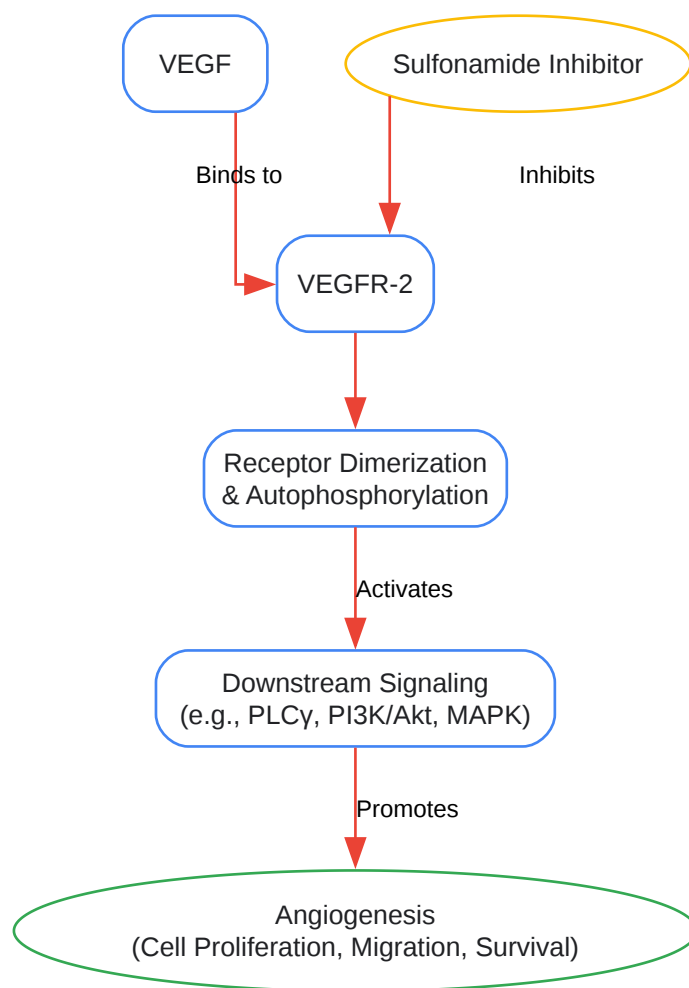 VEGF
Sulfonamide Inhibitor
Binds to
Inhibits
VEGFR-2
Receptor Dimerization
& Autophosphorylation
Activates
Downstream Signaling
(e.g., PLCγ, PI3K/Akt, MAPK)
Promotes
Angiogenesis
(Cell Proliferation, Migration, Survival)